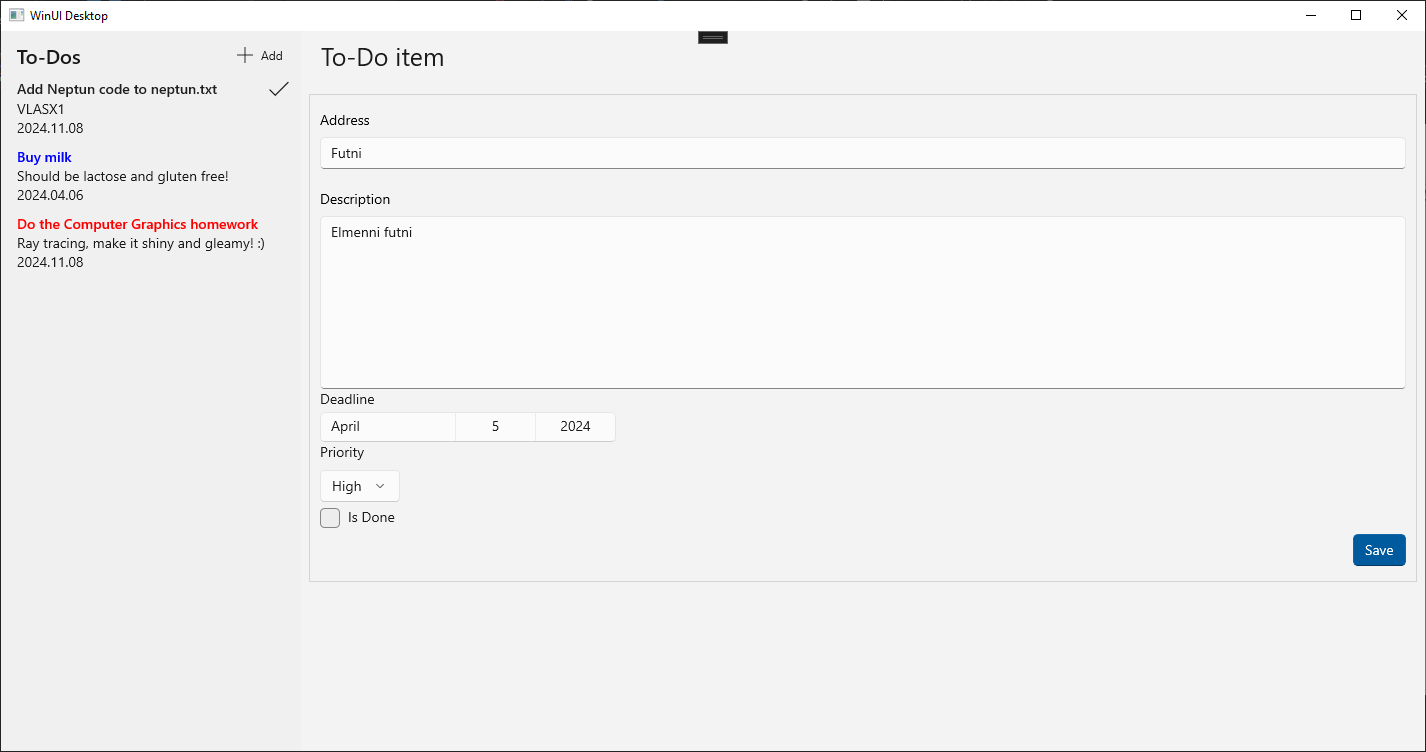 WinUI Desktop
To-Dos
Add
Add Neptun code to neptun.txt
VLASX1
2024.11.08
Buy milk
Should be lactose and gluten free!
2024.04.06
Do the Computer Graphics homework
Ray tracing, make it shiny and gleamy! :)
2024.11.08
To-Do item
Address
Futni
Description
Elmenni futni
Deadline
April 5 2024
Priority
High
Is Done
Save